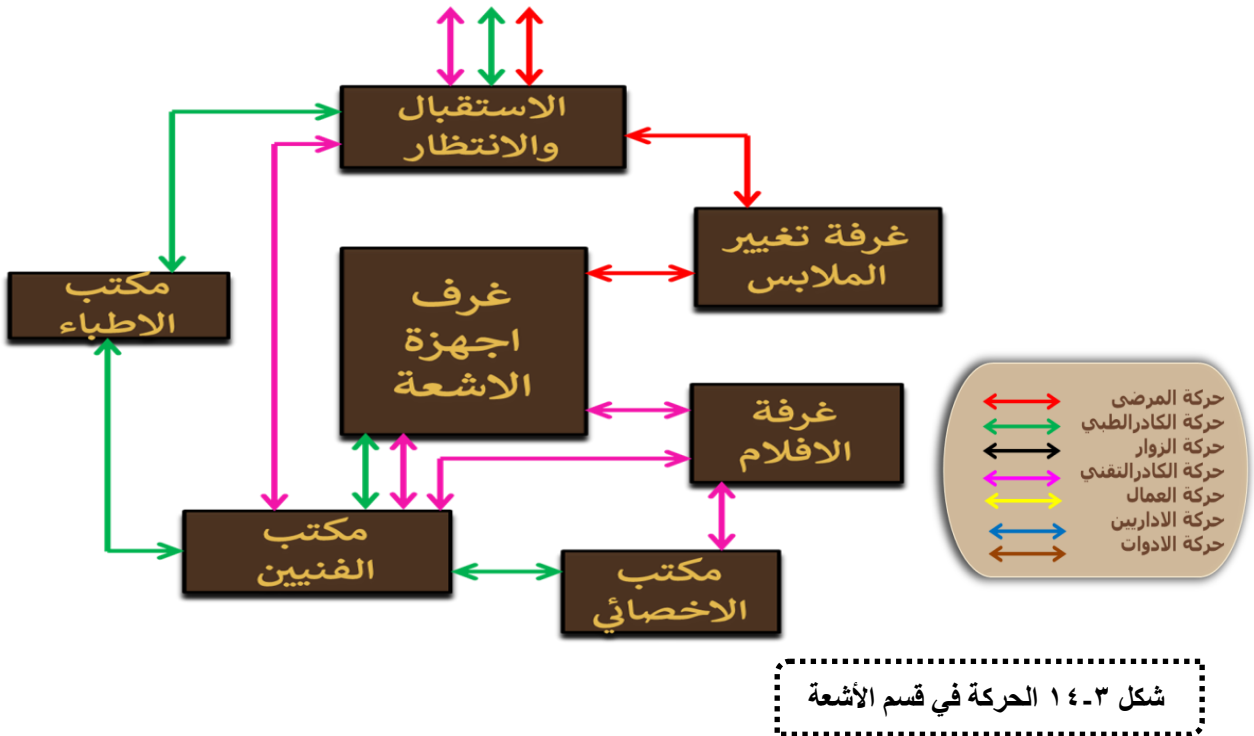 الاستقبال
والانتظار
غرفة تغيير
الملابس
غرف
اجهزة
الاشعة
مكتب
الاطباء
غرفة
الافلام
مكتب
الفنيين
مكتب
الاخصائي
حركة المرضى
حركة الكادرالطبي
حركة الزوار
حركة الكادرالتقني
حركة العمال
حركة الاداريين
حركة الادوات
شكل ٣-١٤ الحركة في قسم الأشعة